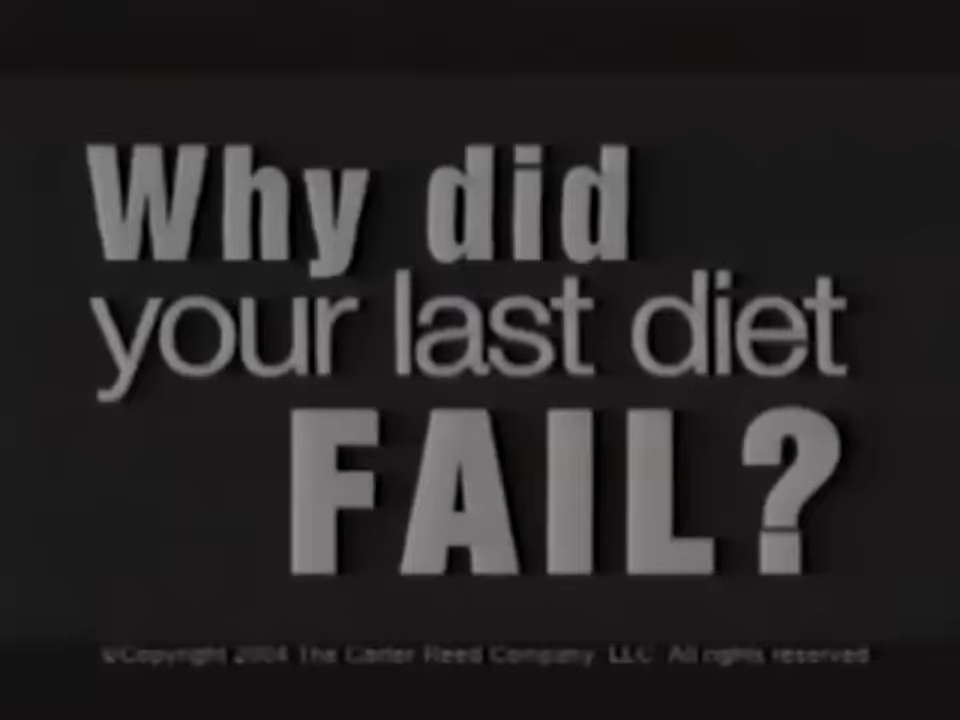 Why did
your last diet
FAIL?
©Copyright 2004 The Carter Reed Company, LLC. All rights reserved